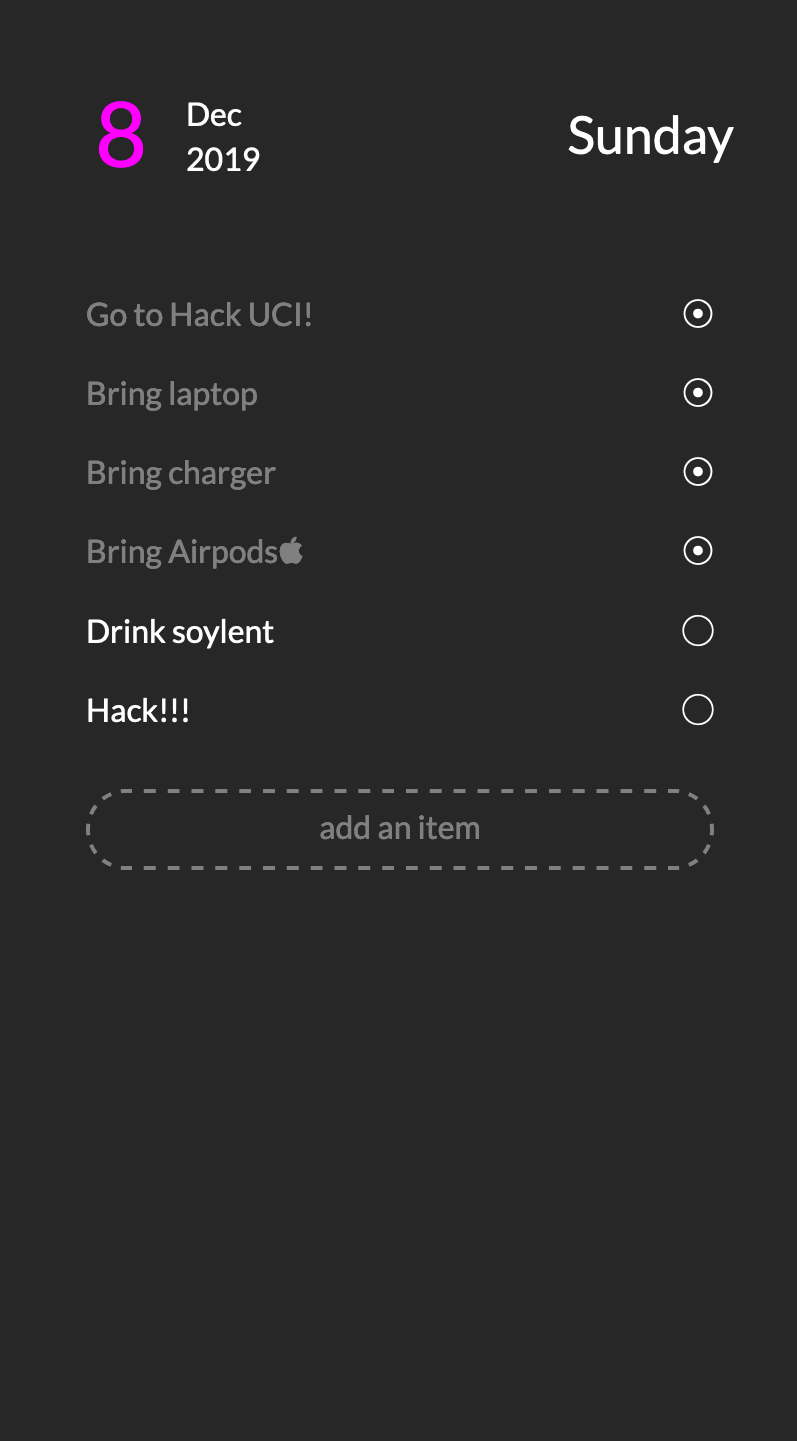 8
Dec
2019
Sunday
Go to Hack UCI!
Bring laptop
Bring charger
Bring Airpods
Drink soylent
Hack!!!
add an item